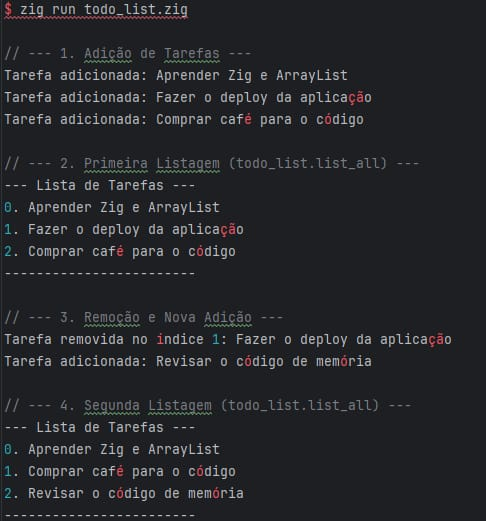 $ zig run todo_list.zig
// --- 1. Adição de Tarefas ---
Tarefa adicionada: Aprender Zig e ArrayList
Tarefa adicionada: Fazer o deploy da aplicação
Tarefa adicionada: Comprar café para o código
// --- 2. Primeira Listagem (todo_list.list_all) ---
--- Lista de Tarefas ---
0. Aprender Zig e ArrayList
1. Fazer o deploy da aplicação
2. Comprar café para o código
------------------------
// --- 3. Remoção e Nova Adição ---
Tarefa removida no índice 1: Fazer o deploy da aplicação
Tarefa adicionada: Revisar o código de memória
// --- 4. Segunda Listagem (todo_list.list_all) ---
--- Lista de Tarefas ---
0. Aprender Zig e ArrayList
1. Comprar café para o código
2. Revisar o código de memória
------------------------